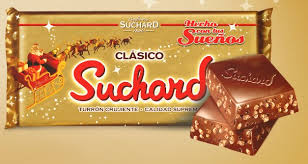 SUCHARD
Hecho
con tus
Sueños
CLÁSICO
Suchard
TURRÓN CRUJIENTE - CALIDAD SUPREMA
Suchard